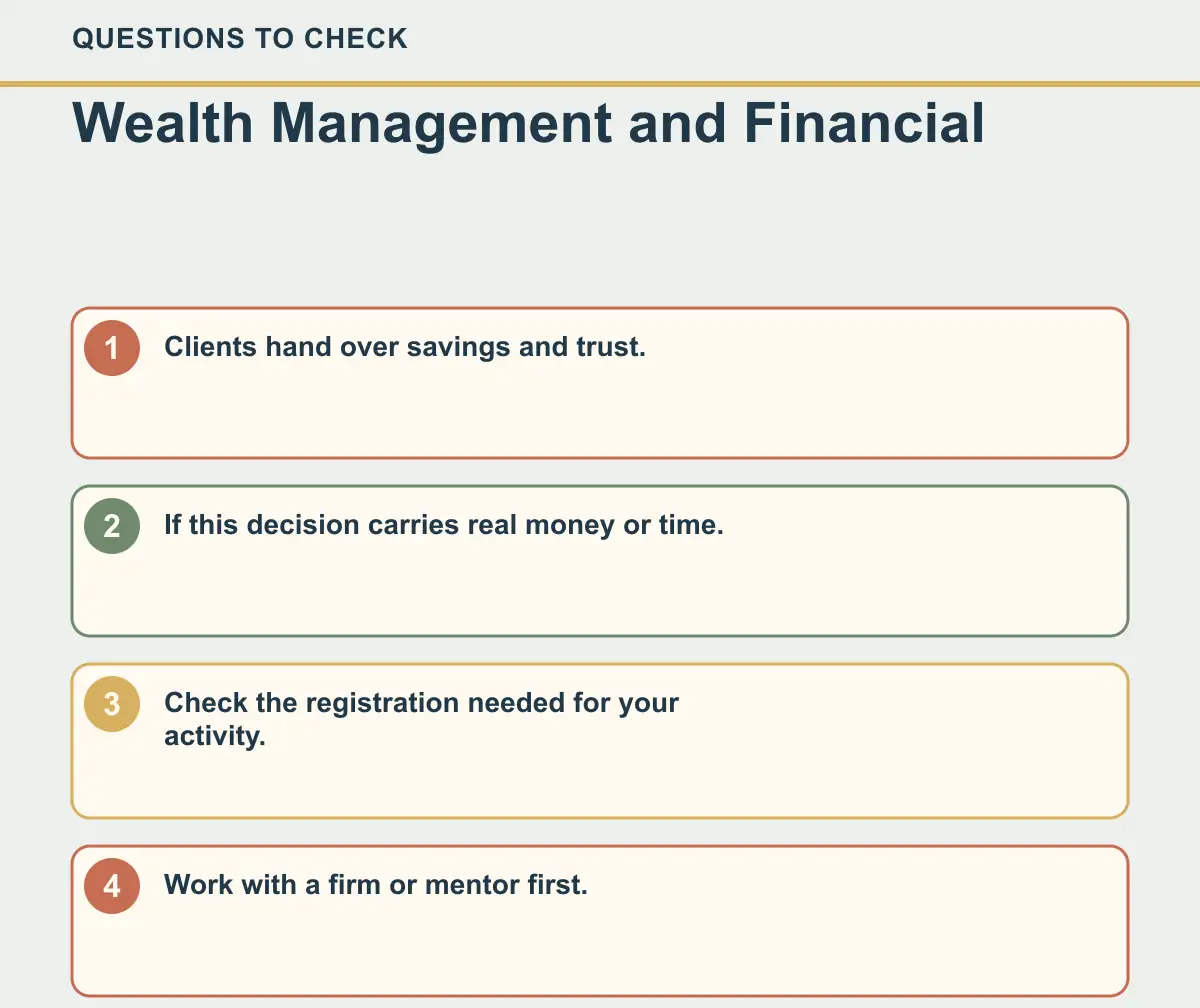 QUESTIONS TO CHECK
Wealth Management and Financial
1
Clients hand over savings and trust.
2
If this decision carries real money or time.
3
Check the registration needed for your
activity.
4
Work with a firm or mentor first.